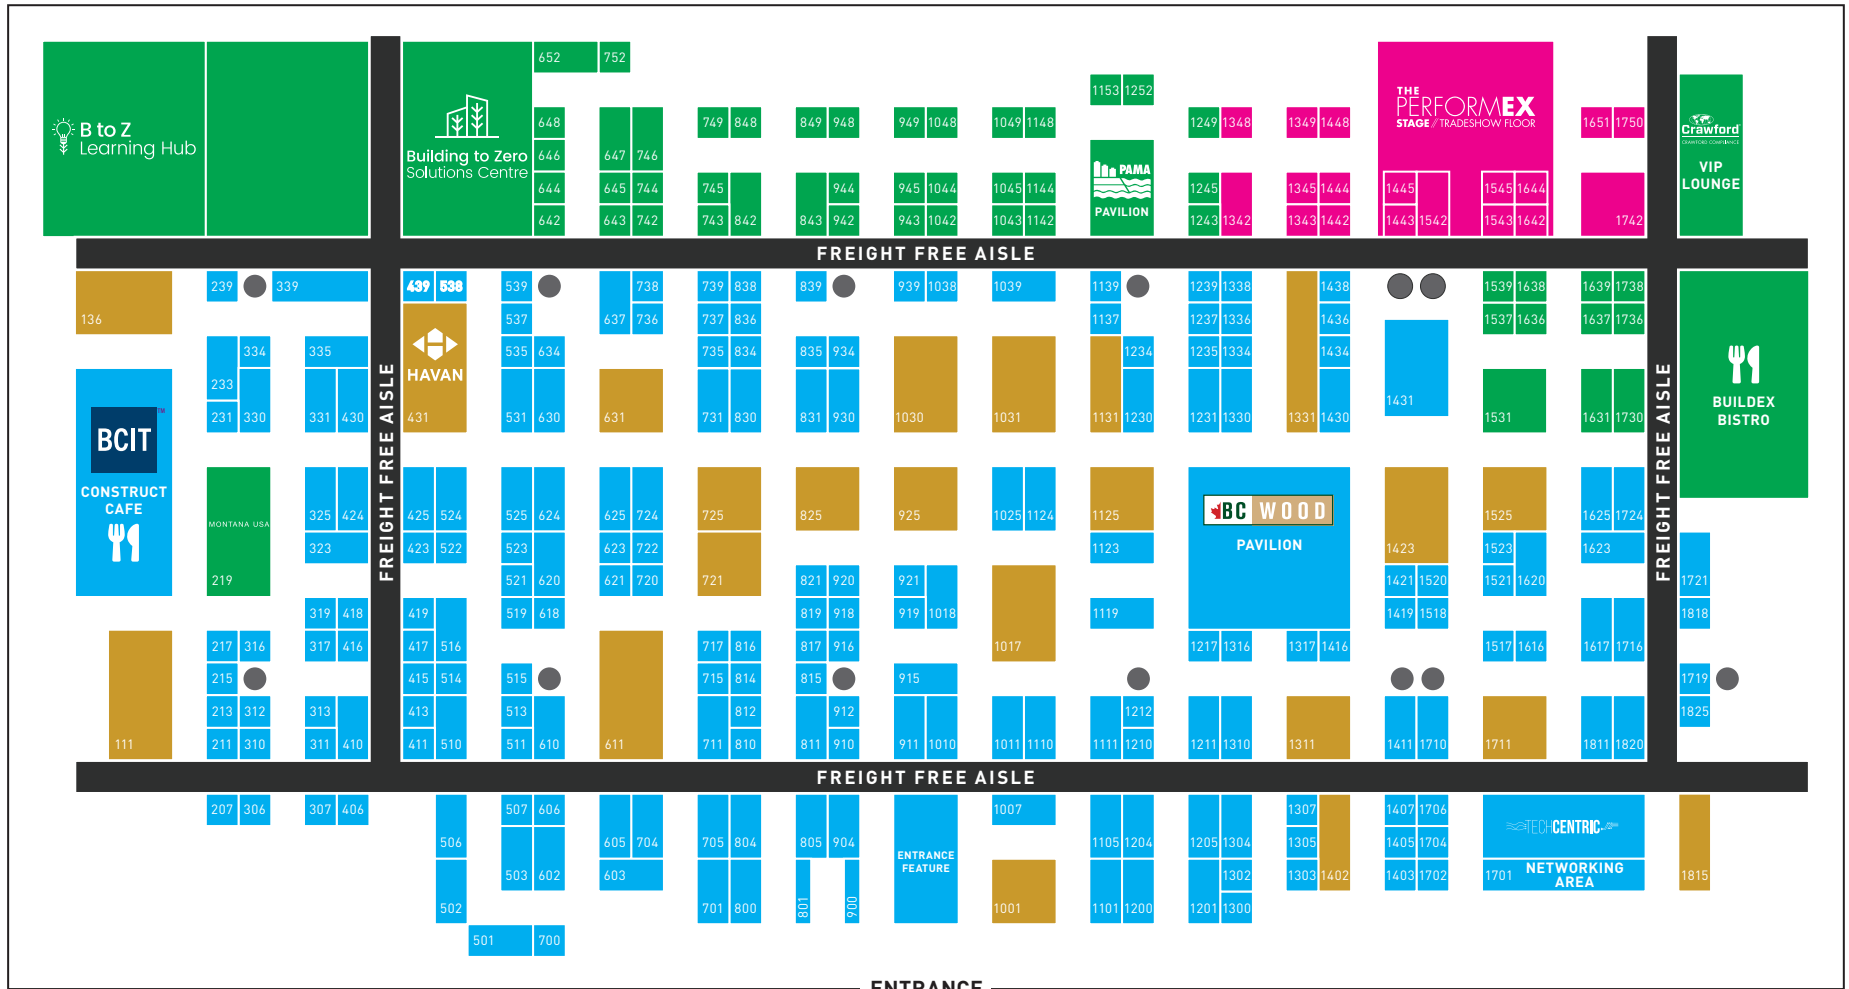 652 752
1153 1252
B to Z
Learning Hub
Building to Zero
Solutions Centre
648 749 848 849 948 949 1048 1049 1148 1249 1348 1349 1448
THE
PERFORMEX
STAGE // TRADESHOW FLOOR
1651 1750
Crawford
CRAWFORD COMPLIANCE
VIP
LOUNGE
646 647 746
PAMA
PAVILION
644 645 744 745 944 945 1044 1045 1144 1245 1345 1444 1445 1545 1644
642 643 742 743 842 843 942 943 1042 1043 1142 1243 1342 1343 1442 1443 1542 1543 1642 1742
FREIGHT FREE AISLE
239 339 439 538 539 738 739 838 839 939 1038 1039 1139 1239 1338 1438 1539 1638 1639 1738
136 537 637 736 737 836 1137 1237 1336 1436 1537 1636 1637 1736
HAVAN
334 335 535 634 735 834 835 934 1234 1235 1334 1434
233
1431
231 330 331 430 431 531 630 631 731 830 831 930 1030 1031 1131 1230 1231 1330 1331 1430 1531 1631 1730
BUILDEX
BISTRO
FREIGHT FREE AISLE
FREIGHT FREE AISLE
BCIT
TM
CONSTRUCT
CAFE
MONTANA USA
219
325 424 425 524 525 624 625 724 725 825 925 1025 1124 1125 1525 1625 1724
BC WOOD
PAVILION
323 423 522 523 623 722 1123 1423 1523 1623
521 620 621 720 721 821 920 921 1421 1520 1521 1620 1721
319 418 419 519 618 819 918 919 1018 1119 1419 1518 1818
217 316 317 416 417 516 717 816 817 916 1017 1217 1316 1317 1416 1517 1616 1617 1716
215 415 514 515 715 814 815 915 1719
213 312 313 413 513 812 912 1212 1825
111 211 310 311 410 411 510 511 610 611 711 810 811 910 911 1010 1011 1110 1111 1210 1211 1310 1311 1411 1710 1711 1811 1820
FREIGHT FREE AISLE
207 306 307 406 507 606 1007 1307 1407 1706
TECHCENTRIC
506 605 704 705 804 805 904 1105 1204 1205 1304 1305 1405 1704
ENTRANCE
FEATURE
503 602 603 1302 1303 1402 1403 1702 1701 1815
NETWORKING
AREA
502 701 800 801 900 1001 1101 1200 1201 1300
501 700
ENTRANCE